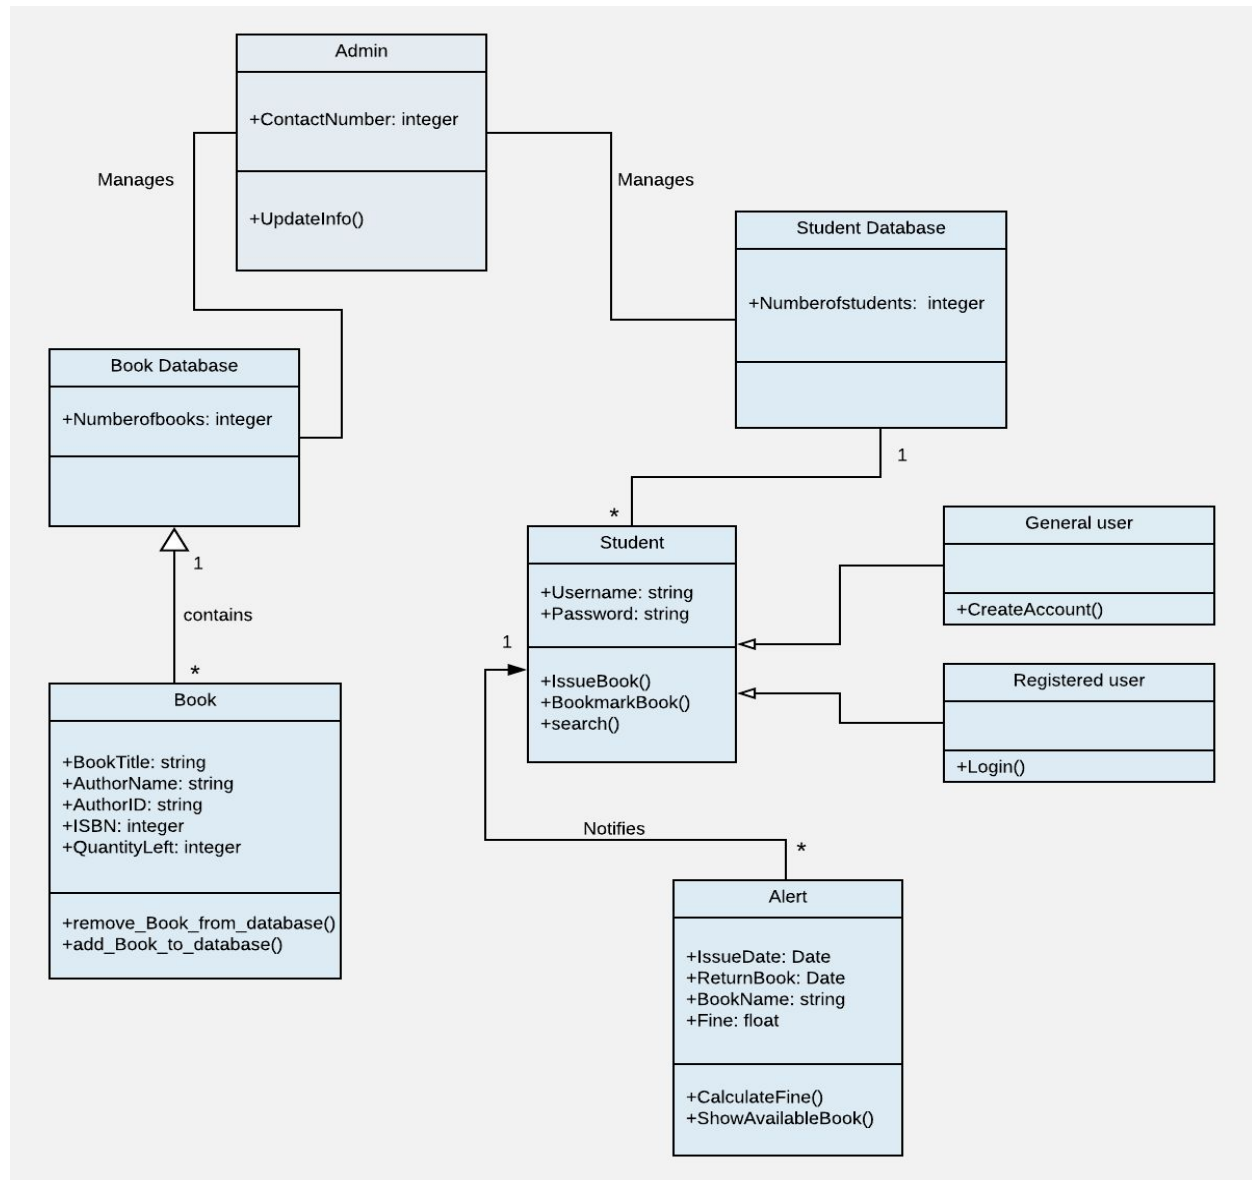 Admin
+ContactNumber: integer
+UpdateInfo()
Manages
Manages
Student Database
+Numberofstudents:  integer
Book Database
+Numberofbooks: integer
1
*
1
contains
*
Student
+Username: string
+Password: string
+IssueBook()
+BookmarkBook()
+search()
General user
+CreateAccount()
Registered user
+Login()
1
Notifies
*
Book
+BookTitle: string
+AuthorName: string
+AuthorID: string
+ISBN: integer
+QuantityLeft: integer
+remove_Book_from_database()
+add_Book_to_database()
Alert
+IssueDate: Date
+ReturnBook: Date
+BookName: string
+Fine: float
+CalculateFine()
+ShowAvailableBook()